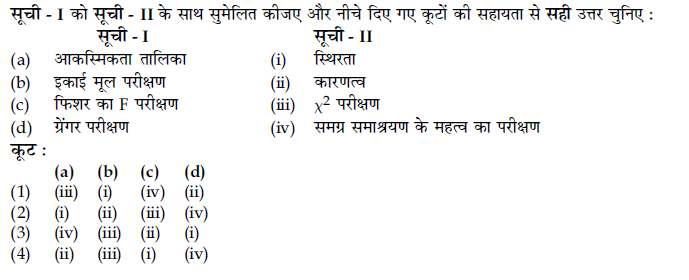 सूची - I को सूची - II के साथ सुमेलित कीजए और नीचे दिए गए कूटों की सहायता से सही उत्तर चुनिए :
सूची - I सूची - II
(a) आकस्मिकता तालिका (i) स्थिरता
(b) इकाई मूल परीक्षण (ii) कारणत्व
(c) फिशर का F परीक्षण (iii) χ² परीक्षण
(d) ग्रेंगर परीक्षण (iv) समग्र समाश्रयण के महत्व का परीक्षण
कूट :
(a) (b) (c) (d)
(1) (iii) (i) (iv) (ii)
(2) (i) (ii) (iii) (iv)
(3) (iv) (iii) (ii) (i)
(4) (ii) (iii) (i) (iv)